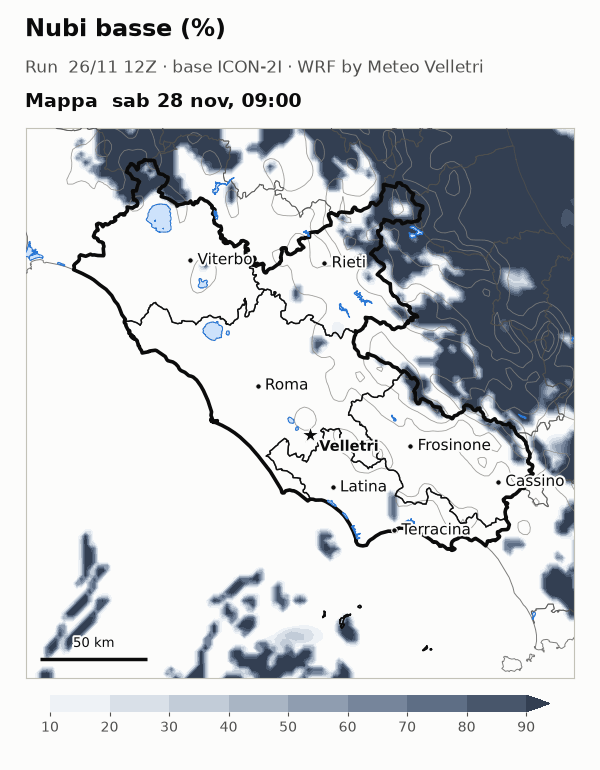 Nubi basse (%)
Run  26/11 12Z · base ICON-2I · WRF by Meteo Velletri
Mappa  sab 28 nov, 09:00
Viterbo
Rieti
Roma
Velletri
Frosinone
Cassino
Latina
Terracina
50 km
10 20 30 40 50 60 70 80 90